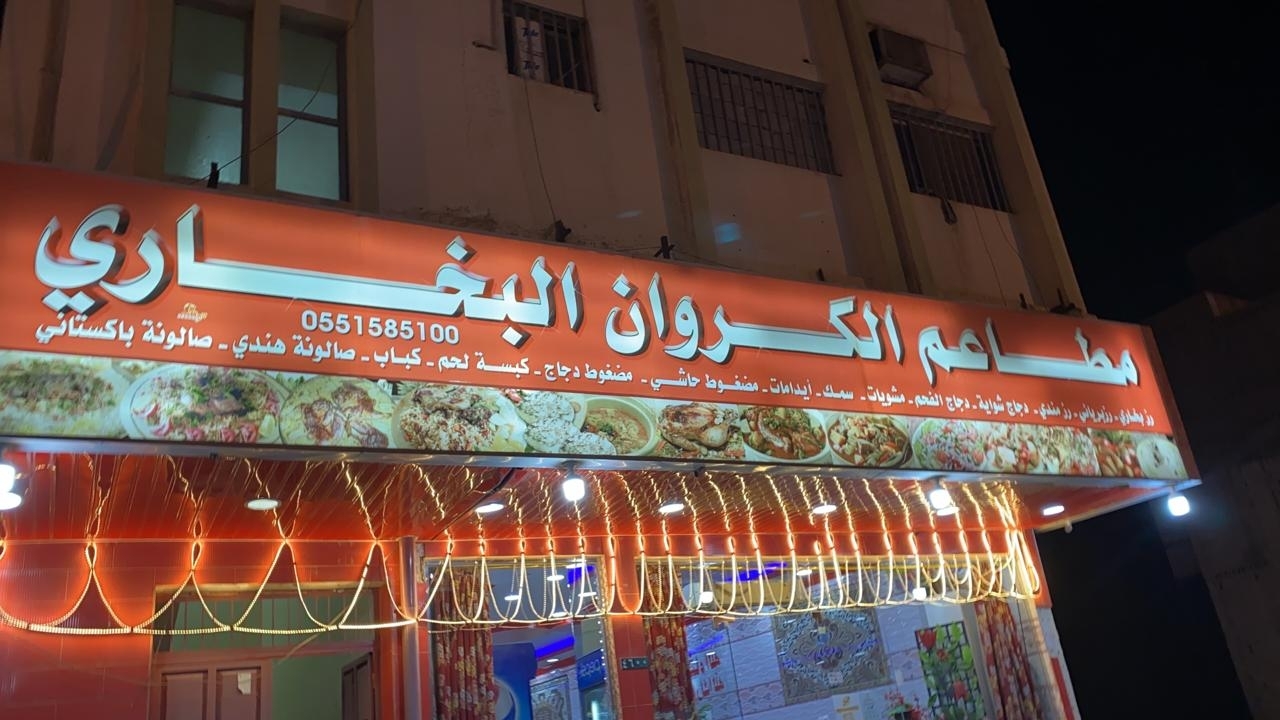 مطاعم الكروان البخاري
0551585100
رز بخاري - رز برياني - رز مندي - دجاج شواية - دجاج الفحم - مشويات - سمك - أيدامات - مضغوط حاشي - مضغوط دجاج - كبسة لحم - كباب - صالونة هندي - صالونة باكستاني
٤٦٠٠